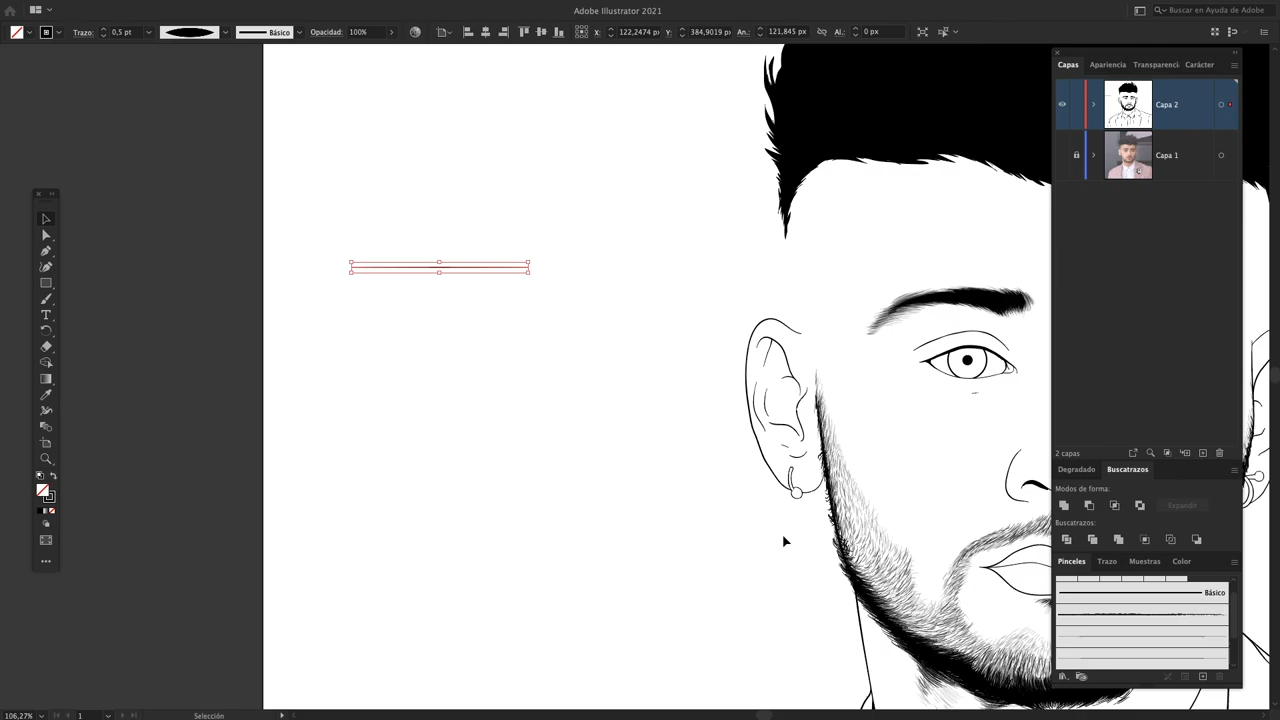 Adobe Illustrator 2021
Buscar en Ayuda de Adobe
Trazo: 0,5 pt
Básico
Opacidad: 100%
X: 122,2474 px
Y: 384,9019 px
An.: 121,845 px
Al.: 0 px
Capas Apariencia Transparenci Carácter
Capa 2
Capa 1
2 capas
Degradado Buscatrazos
Modos de forma:
Expandir
Buscatrazos:
Pinceles Trazo Muestras Color
Básico
106,27% 1 Selección